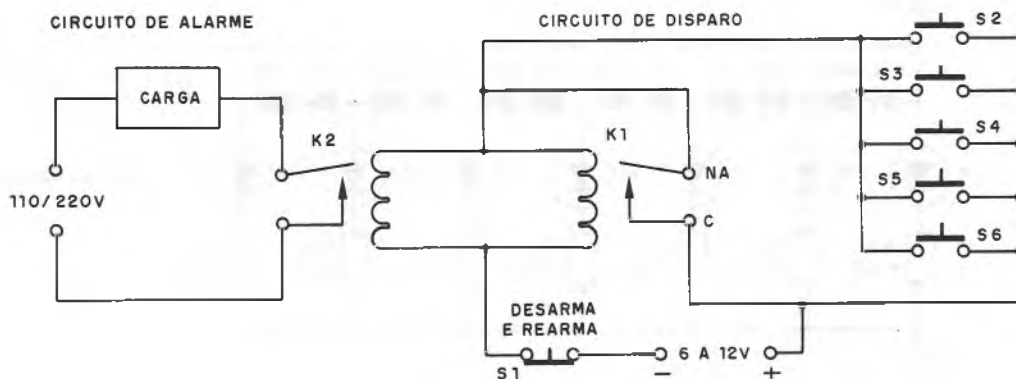 CIRCUITO DE ALARME
CIRCUITO DE DISPARO
S2
CARGA
S3
K2
K1
S4
NA
110/220V
S5
C
S6
DESARMA
E REARMA
S1
6 A 12V
− +